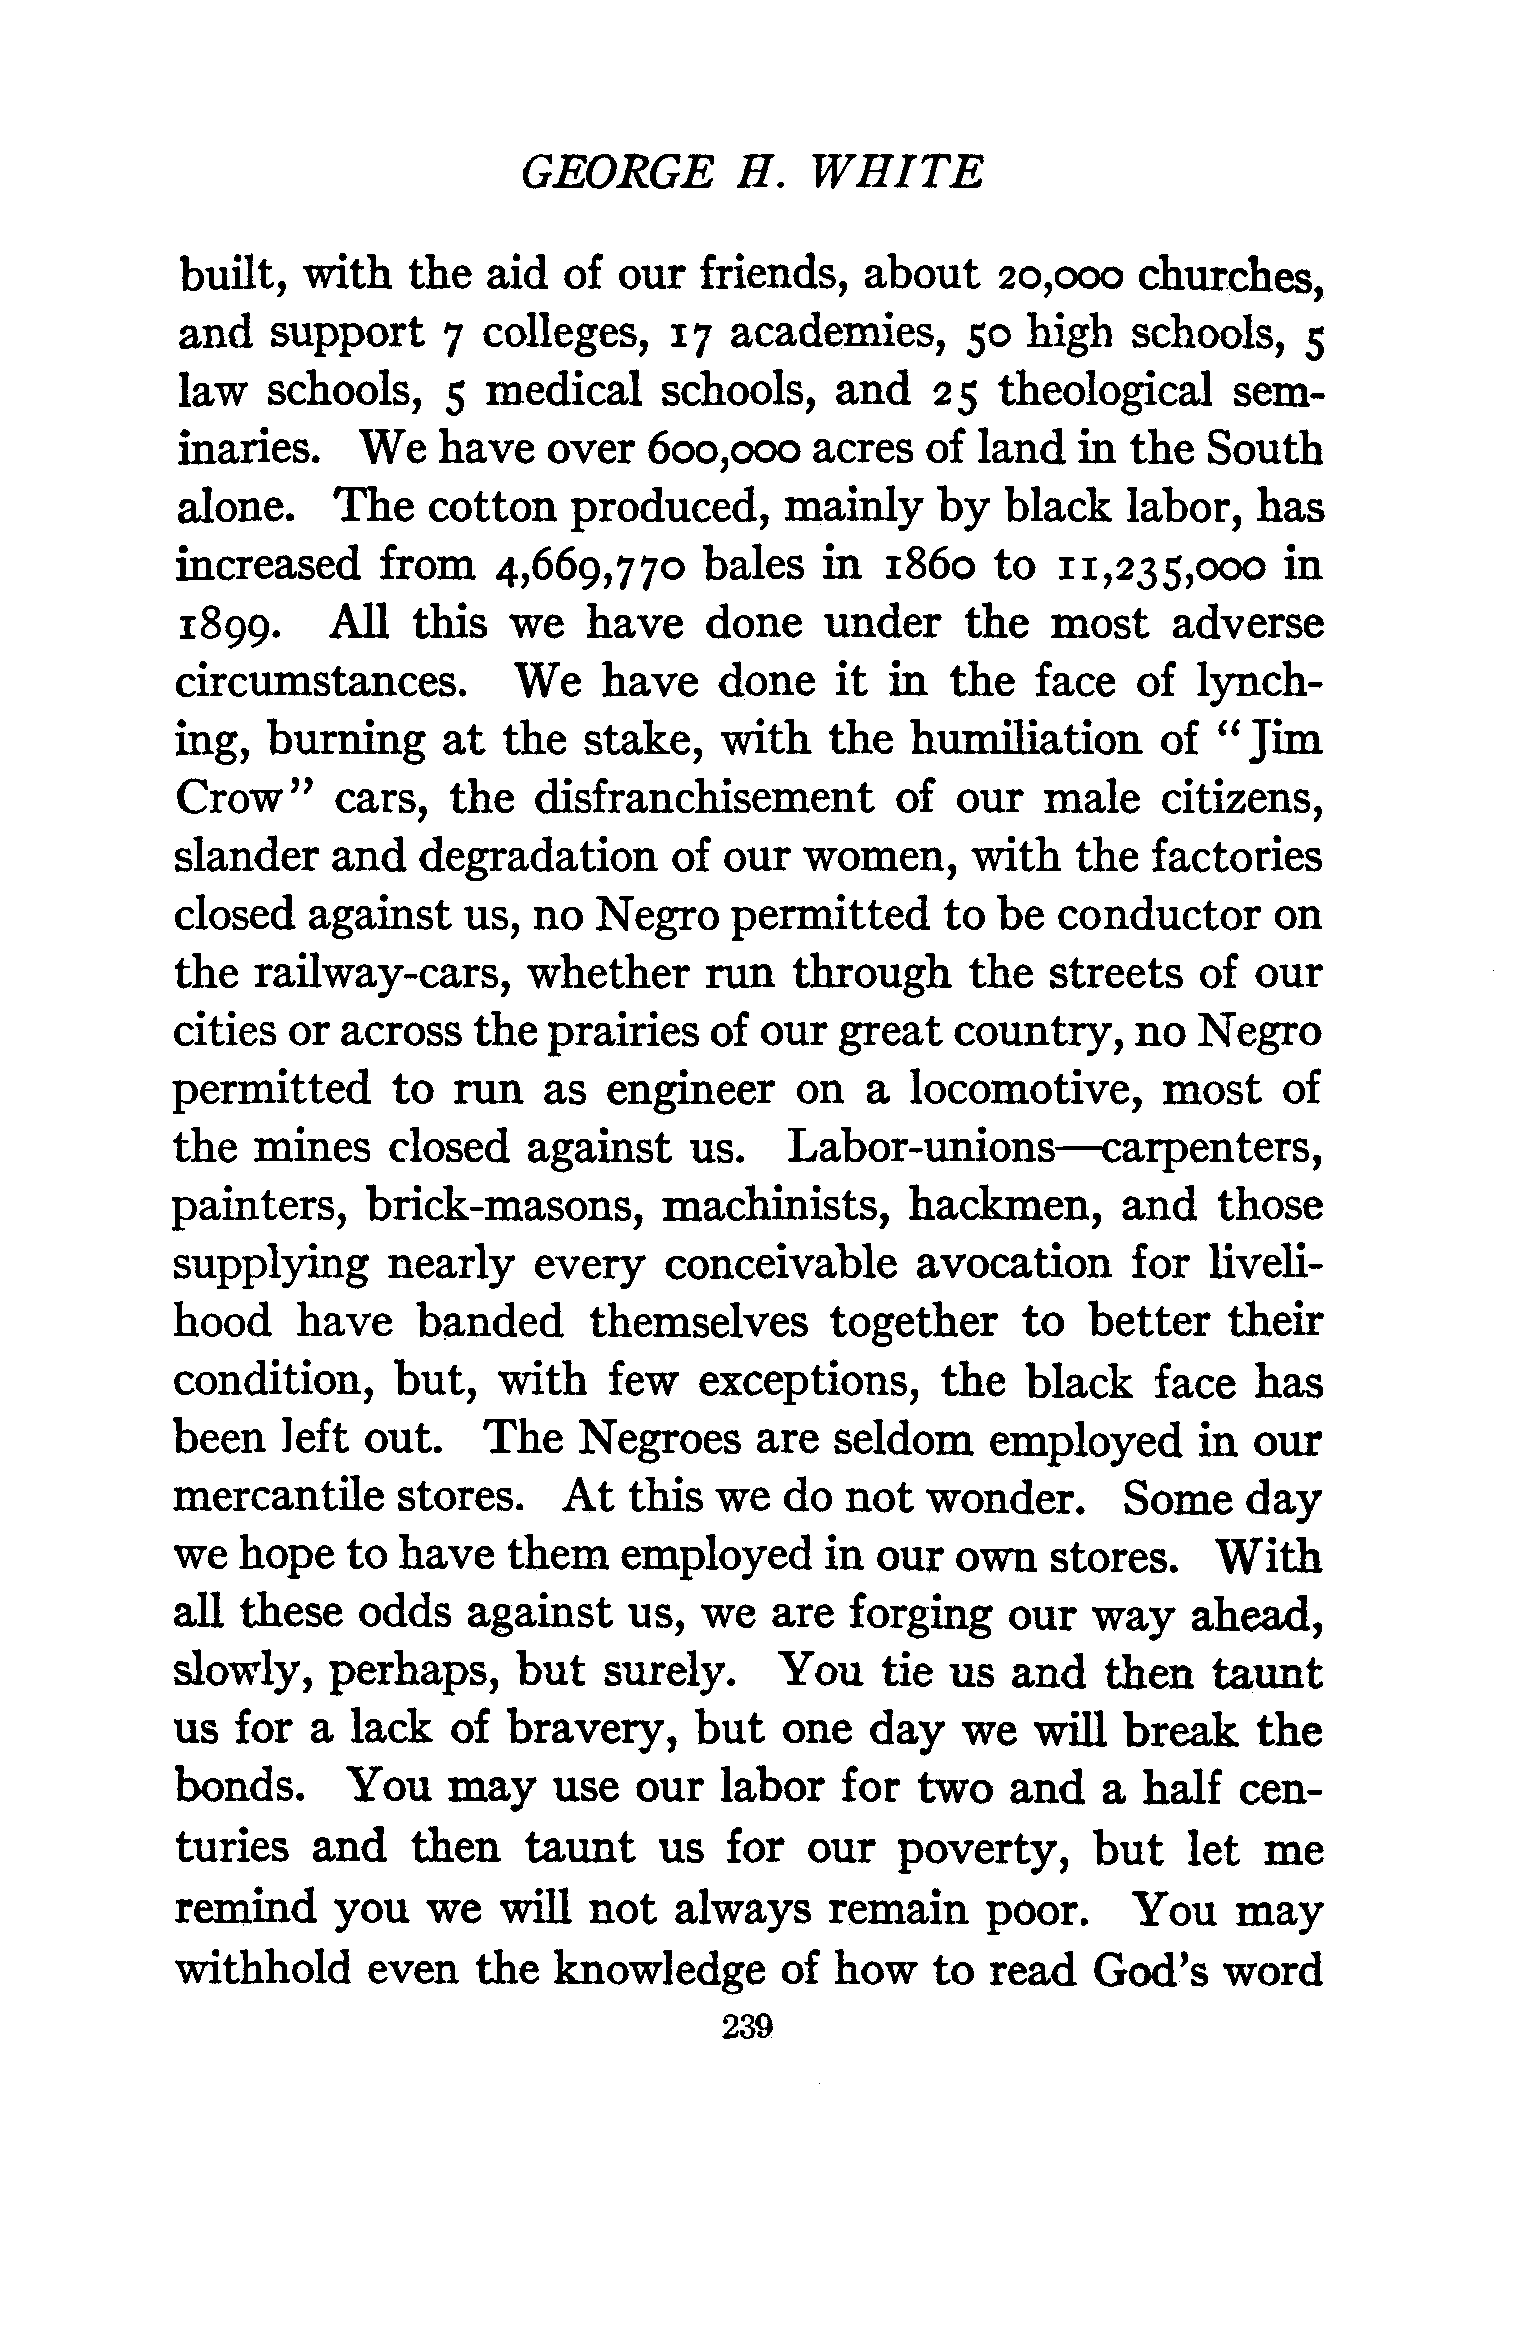 GEORGE H. WHITE
built, with the aid of our friends, about 20,000 churches,
and support 7 colleges, 17 academies, 50 high schools, 5
law schools, 5 medical schools, and 25 theological sem-
inaries. We have over 600,000 acres of land in the South
alone. The cotton produced, mainly by black labor, has
increased from 4,669,770 bales in 1860 to 11,235,000 in
1899. All this we have done under the most adverse
circumstances. We have done it in the face of lynch-
ing, burning at the stake, with the humiliation of "Jim
Crow" cars, the disfranchisement of our male citizens,
slander and degradation of our women, with the factories
closed against us, no Negro permitted to be conductor on
the railway-cars, whether run through the streets of our
cities or across the prairies of our great country, no Negro
permitted to run as engineer on a locomotive, most of
the mines closed against us. Labor-unions—carpenters,
painters, brick-masons, machinists, hackmen, and those
supplying nearly every conceivable avocation for liveli-
hood have banded themselves together to better their
condition, but, with few exceptions, the black face has
been left out. The Negroes are seldom employed in our
mercantile stores. At this we do not wonder. Some day
we hope to have them employed in our own stores. With
all these odds against us, we are forging our way ahead,
slowly, perhaps, but surely. You tie us and then taunt
us for a lack of bravery, but one day we will break the
bonds. You may use our labor for two and a half cen-
turies and then taunt us for our poverty, but let me
remind you we will not always remain poor. You may
withhold even the knowledge of how to read God's word
239